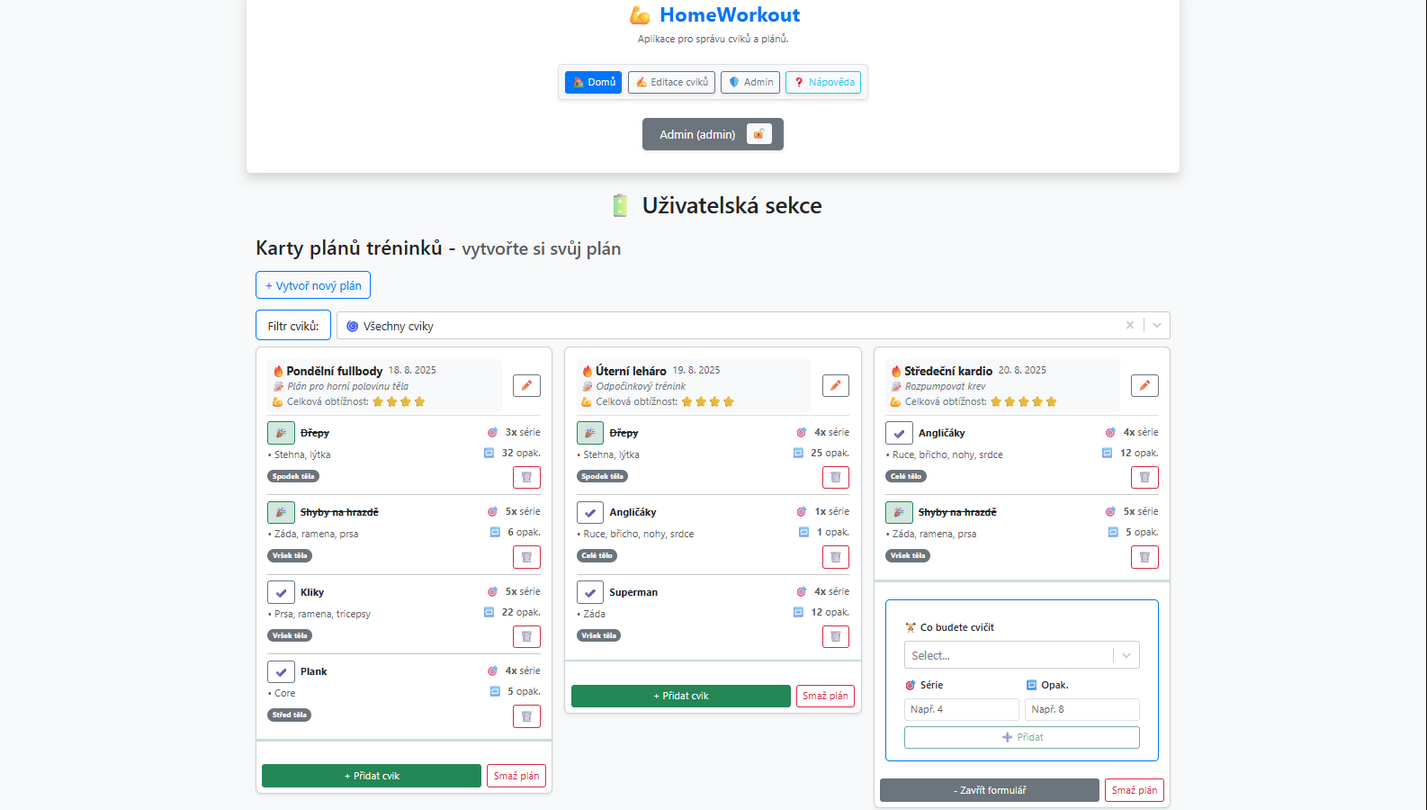 HomeWorkout
Aplikace pro správu cviků a plánů.
Domů Editace cviků Admin ? Nápověda
Admin (admin)
Uživatelská sekce
Karty plánů tréninků - vytvořte si svůj plán
+ Vytvoř nový plán
Filtr cviků: Všechny cviky
Pondělní fullbody 18. 8. 2025
Plán pro horní polovinu těla
Celková obtížnost:
Dřepy 3x série
• Stehna, lýtka 32 opak.
Spodek těla
Shyby na hrazdě 5x série
• Záda, ramena, prsa 6 opak.
Vršek těla
Kliky 5x série
• Prsa, ramena, tricepsy 22 opak.
Vršek těla
Plank 4x série
• Core 5 opak.
Střed těla
+ Přidat cvik Smaž plán
Úterní leháro 19. 8. 2025
Odpočinkový trénink
Celková obtížnost:
Dřepy 4x série
• Stehna, lýtka 25 opak.
Spodek těla
Angličáky 1x série
• Ruce, břicho, nohy, srdce 1 opak.
Celé tělo
Superman 4x série
• Záda 12 opak.
Vršek těla
+ Přidat cvik Smaž plán
Středeční kardio 20. 8. 2025
Rozpumpovat krev
Celková obtížnost:
Angličáky 4x série
• Ruce, břicho, nohy, srdce 12 opak.
Celé tělo
Shyby na hrazdě 5x série
• Záda, ramena, prsa 5 opak.
Vršek těla
Co budete cvičit
Select...
Série Opak.
Např. 4 Např. 8
Přidat
- Zavřít formulář Smaž plán